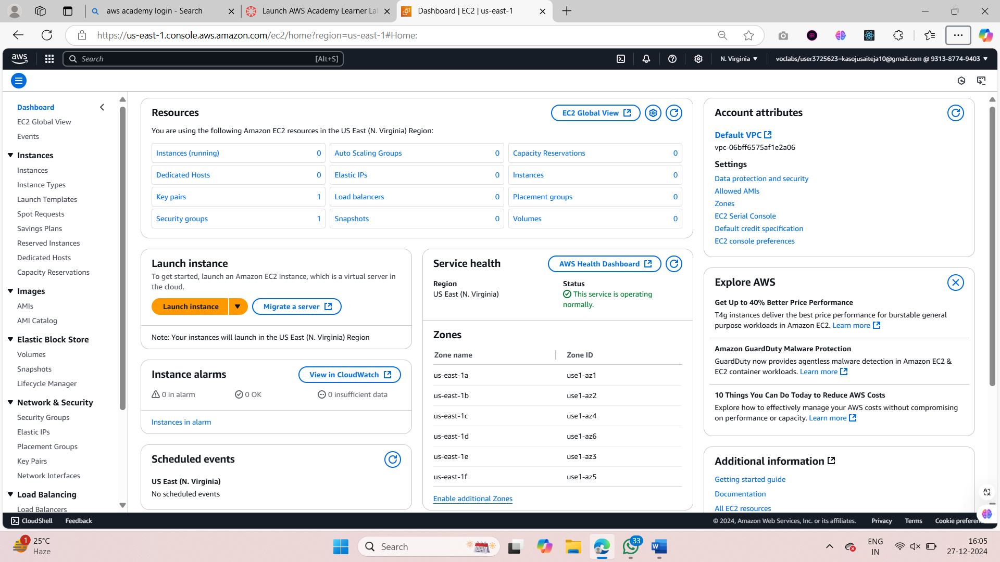 aws academy login - Search
Launch AWS Academy Learner La
Dashboard | EC2 | us-east-1
https://us-east-1.console.aws.amazon.com/ec2/home?region=us-east-1#Home:
aws
Search
[Alt+S]
N. Virginia
voclabs/user3725623=kasojusaiteja10@gmail.com @ 9313-8774-9403
Dashboard
EC2 Global View
Events
Instances
Instances
Instance Types
Launch Templates
Spot Requests
Savings Plans
Reserved Instances
Dedicated Hosts
Capacity Reservations
Images
AMIs
AMI Catalog
Elastic Block Store
Volumes
Snapshots
Lifecycle Manager
Network & Security
Security Groups
Elastic IPs
Placement Groups
Key Pairs
Network Interfaces
Load Balancing
Load Balancers
Resources
EC2 Global View
You are using the following Amazon EC2 resources in the US East (N. Virginia) Region:
Instances (running) 0
Auto Scaling Groups 0
Capacity Reservations 0
Dedicated Hosts 0
Elastic IPs 0
Instances 0
Key pairs 1
Load balancers 0
Placement groups 0
Security groups 1
Snapshots 0
Volumes 0
Launch instance
To get started, launch an Amazon EC2 instance, which is a virtual server in
the cloud.
Launch instance
Migrate a server
Note: Your instances will launch in the US East (N. Virginia) Region
Instance alarms
View in CloudWatch
0 in alarm
0 OK
0 insufficient data
Instances in alarm
Scheduled events
US East (N. Virginia)
No scheduled events
Service health
AWS Health Dashboard
Region
US East (N. Virginia)
Status
This service is operating
normally.
Zones
Zone name Zone ID
us-east-1a use1-az1
us-east-1b use1-az2
us-east-1c use1-az4
us-east-1d use1-az6
us-east-1e use1-az3
us-east-1f use1-az5
Enable additional Zones
Account attributes
Default VPC
vpc-06bff6575af1e2a06
Settings
Data protection and security
Allowed AMIs
Zones
EC2 Serial Console
Default credit specification
EC2 console preferences
Explore AWS
Get Up to 40% Better Price Performance
T4g instances deliver the best price performance for burstable general
purpose workloads in Amazon EC2. Learn more
Amazon GuardDuty Malware Protection
GuardDuty now provides agentless malware detection in Amazon EC2 &
EC2 container workloads. Learn more
10 Things You Can Do Today to Reduce AWS Costs
Explore how to effectively manage your AWS costs without compromising
on performance or capacity. Learn more
Additional information
Getting started guide
Documentation
All EC2 resources
CloudShell
Feedback
© 2024, Amazon Web Services, Inc. or its affiliates.
Privacy
Terms
Cookie preferen
1
25°C
Haze
Search
33
ENG
IN
16:05
27-12-2024